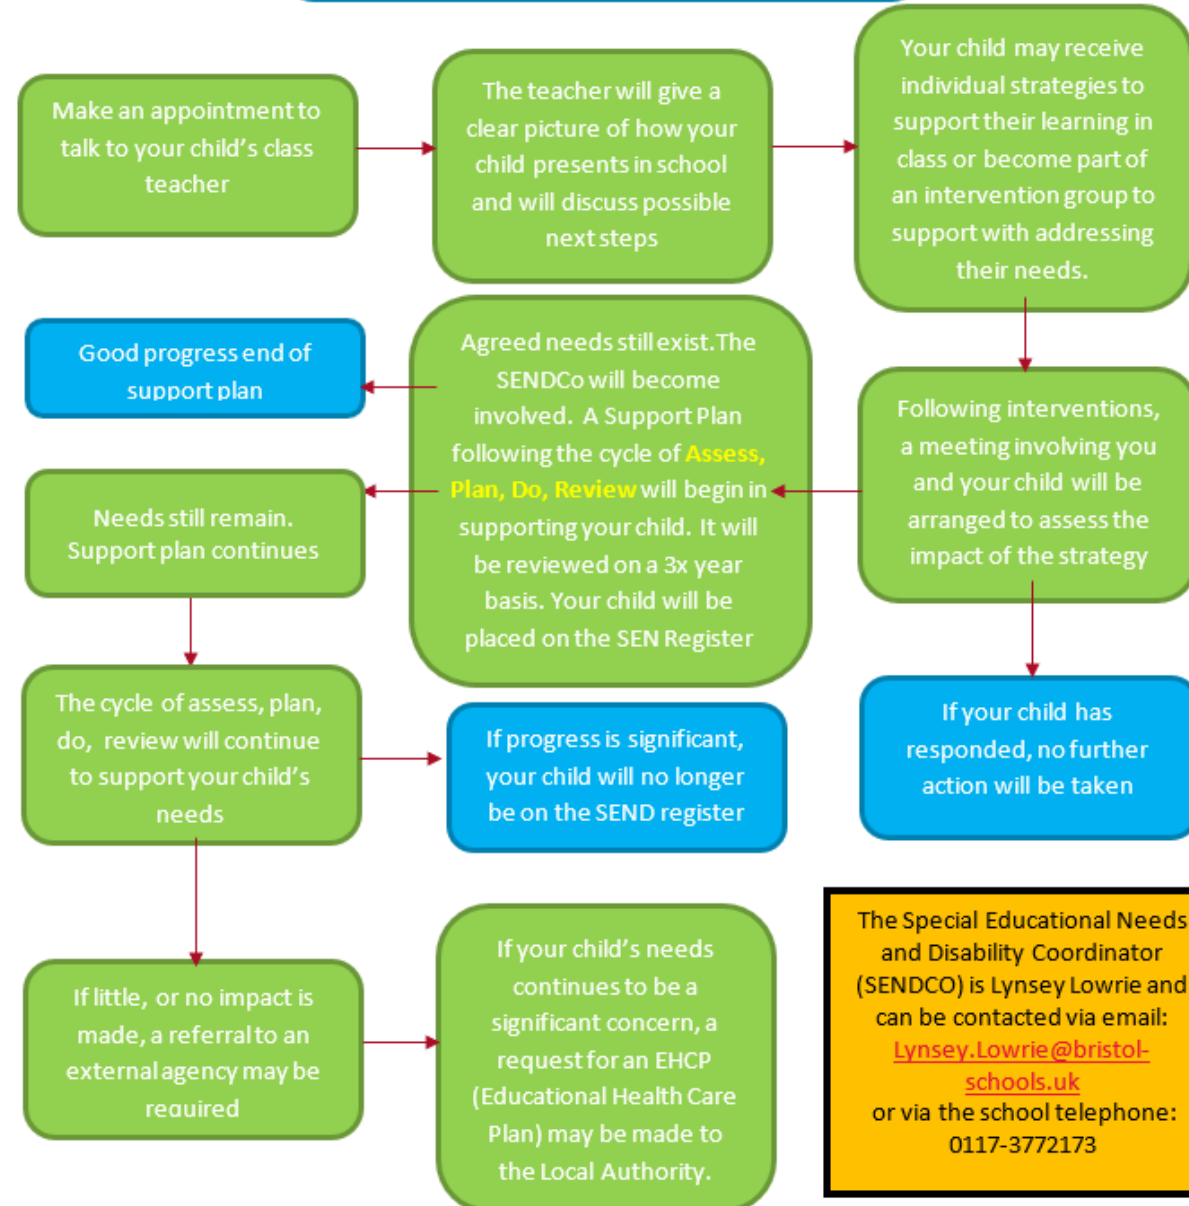 Make an appointment to
talk to your child's class
teacher
The teacher will give a
clear picture of how your
child presents in school
and will discuss possible
next steps
Your child may receive
individual strategies to
support their learning in
class or become part of
an intervention group to
support with addressing
their needs.
Following interventions,
a meeting involving you
and your child will be
arranged to assess the
impact of the strategy
If your child has
responded, no further
action will be taken
Agreed needs still exist.The
SENDCo will become
involved. A Support Plan
following the cycle of Assess,
Plan, Do, Review will begin in
supporting your child. It will
be reviewed on a 3x year
basis. Your child will be
placed on the SEN Register
Good progress end of
support plan
Needs still remain.
Support plan continues
The cycle of assess, plan,
do, review will continue
to support your child's
needs
If progress is significant,
your child will no longer
be on the SEND register
If little, or no impact is
made, a referral to an
external agency may be
required
If your child's needs
continues to be a
significant concern, a
request for an EHCP
(Educational Health Care
Plan) may be made to
the Local Authority.
The Special Educational Needs
and Disability Coordinator
(SENDCO) is Lynsey Lowrie and
can be contacted via email:
Lynsey.Lowrie@bristol-
schools.uk
or via the school telephone:
0117-3772173